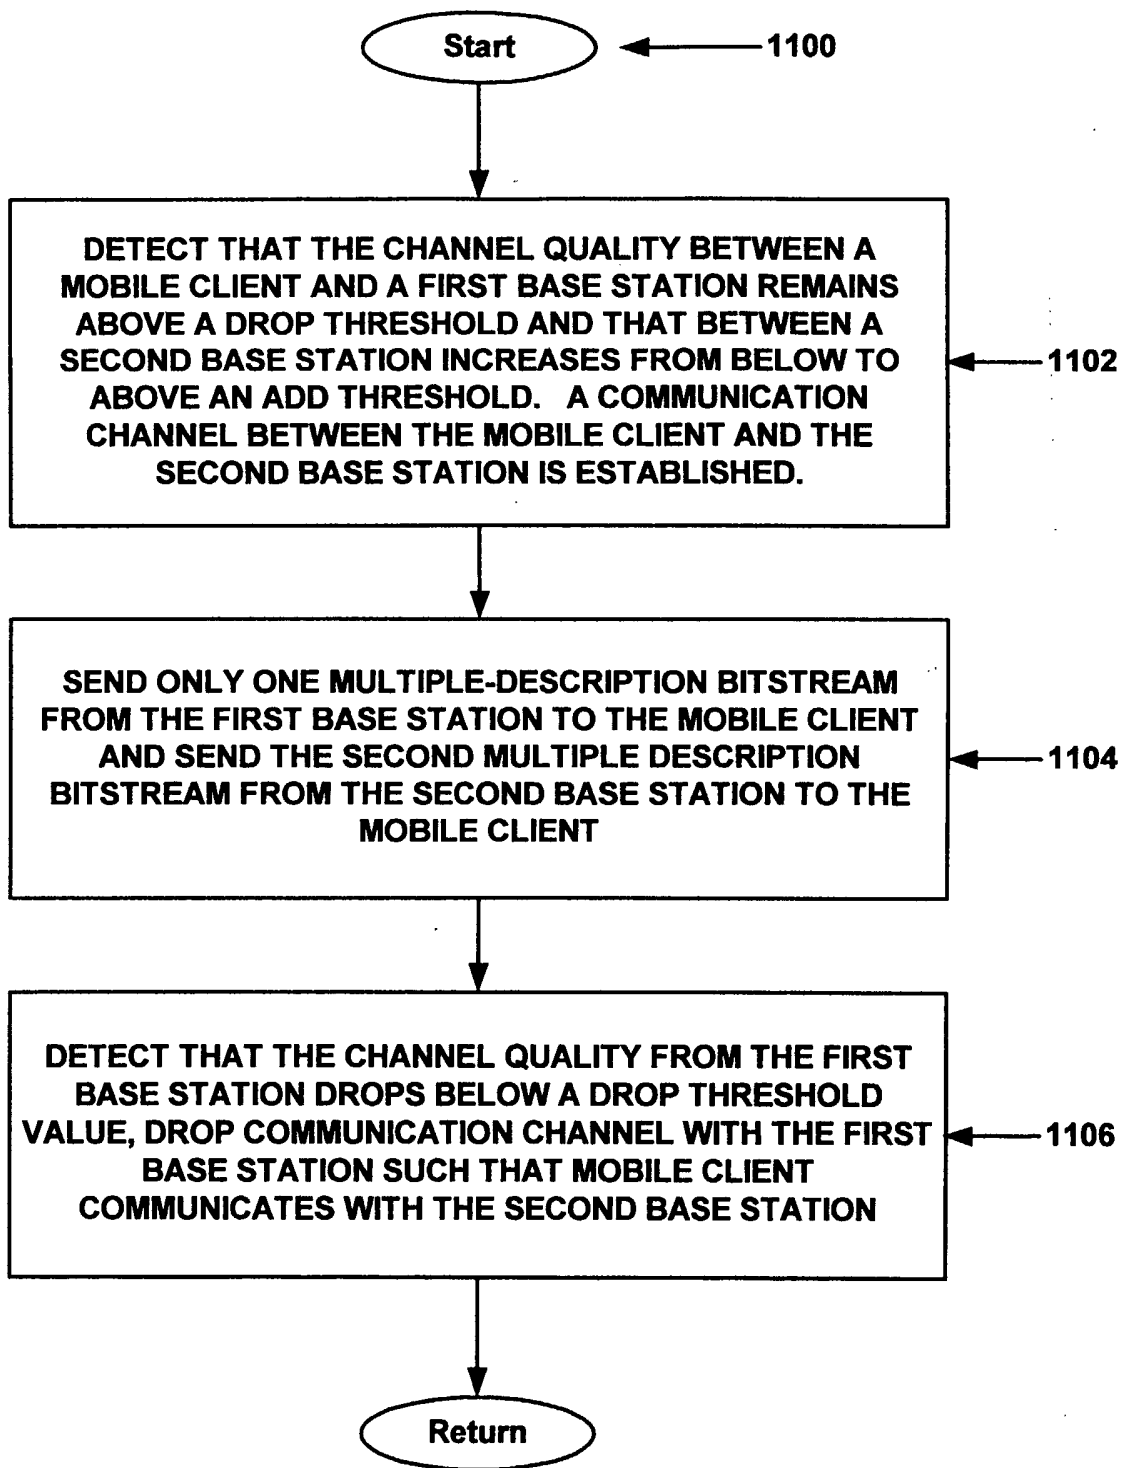 Start
1100
DETECT THAT THE CHANNEL QUALITY BETWEEN A
MOBILE CLIENT AND A FIRST BASE STATION REMAINS
ABOVE A DROP THRESHOLD AND THAT BETWEEN A
SECOND BASE STATION INCREASES FROM BELOW TO
ABOVE AN ADD THRESHOLD. A COMMUNICATION
CHANNEL BETWEEN THE MOBILE CLIENT AND THE
SECOND BASE STATION IS ESTABLISHED.
1102
SEND ONLY ONE MULTIPLE-DESCRIPTION BITSTREAM
FROM THE FIRST BASE STATION TO THE MOBILE CLIENT
AND SEND THE SECOND MULTIPLE DESCRIPTION
BITSTREAM FROM THE SECOND BASE STATION TO THE
MOBILE CLIENT
1104
DETECT THAT THE CHANNEL QUALITY FROM THE FIRST
BASE STATION DROPS BELOW A DROP THRESHOLD
VALUE, DROP COMMUNICATION CHANNEL WITH THE FIRST
BASE STATION SUCH THAT MOBILE CLIENT
COMMUNICATES WITH THE SECOND BASE STATION
1106
Return